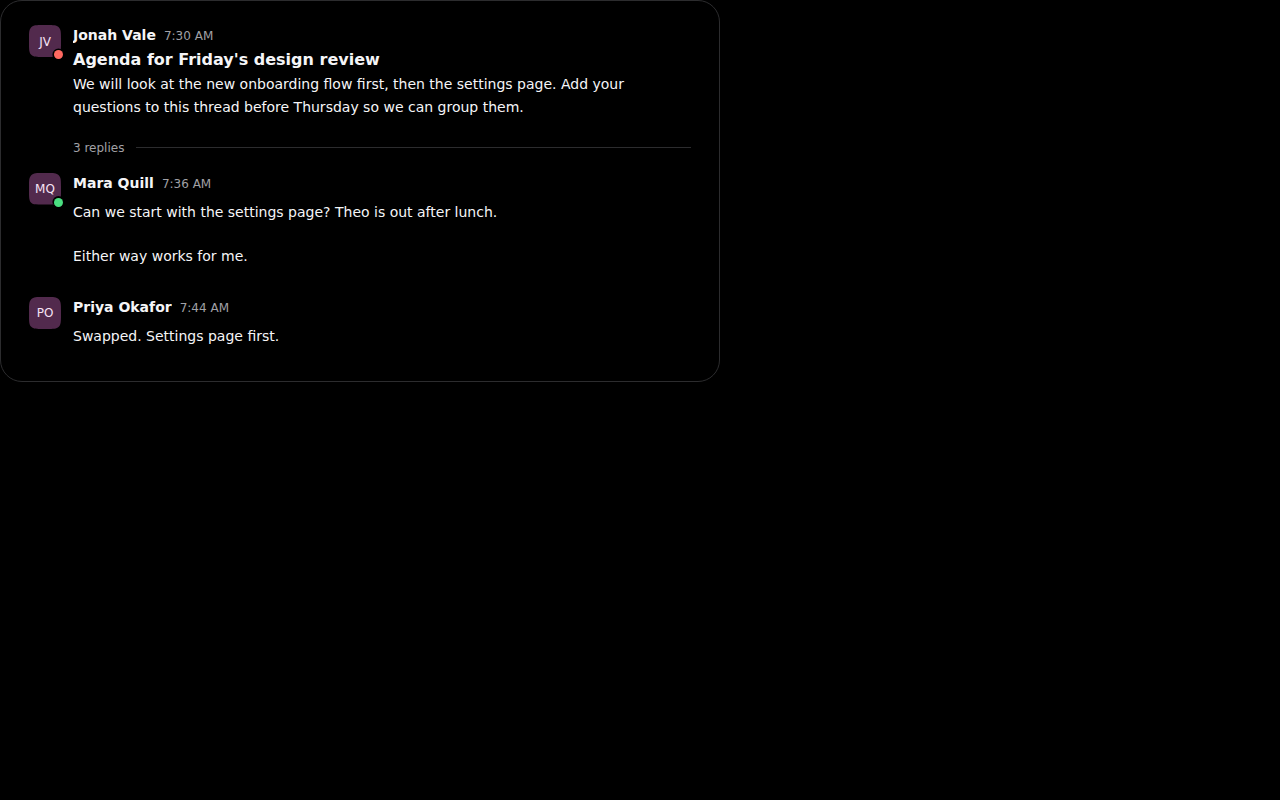 JV
Jonah Vale 7:30 AM
Agenda for Friday's design review
We will look at the new onboarding flow first, then the settings page. Add your
questions to this thread before Thursday so we can group them.
3 replies
MQ
Mara Quill 7:36 AM
Can we start with the settings page? Theo is out after lunch.
Either way works for me.
PO
Priya Okafor 7:44 AM
Swapped. Settings page first.